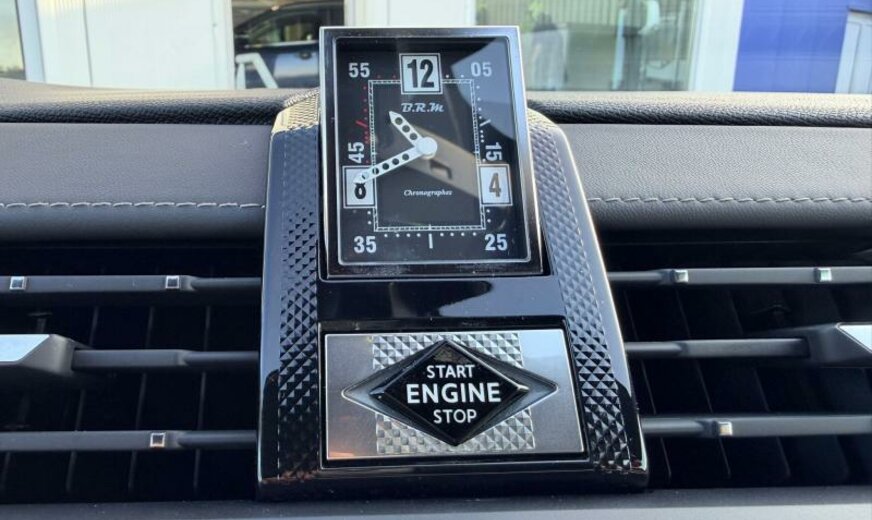 12
55 05
B.R.M
45 15
8 4
Chronographes
35 25
START
ENGINE
STOP